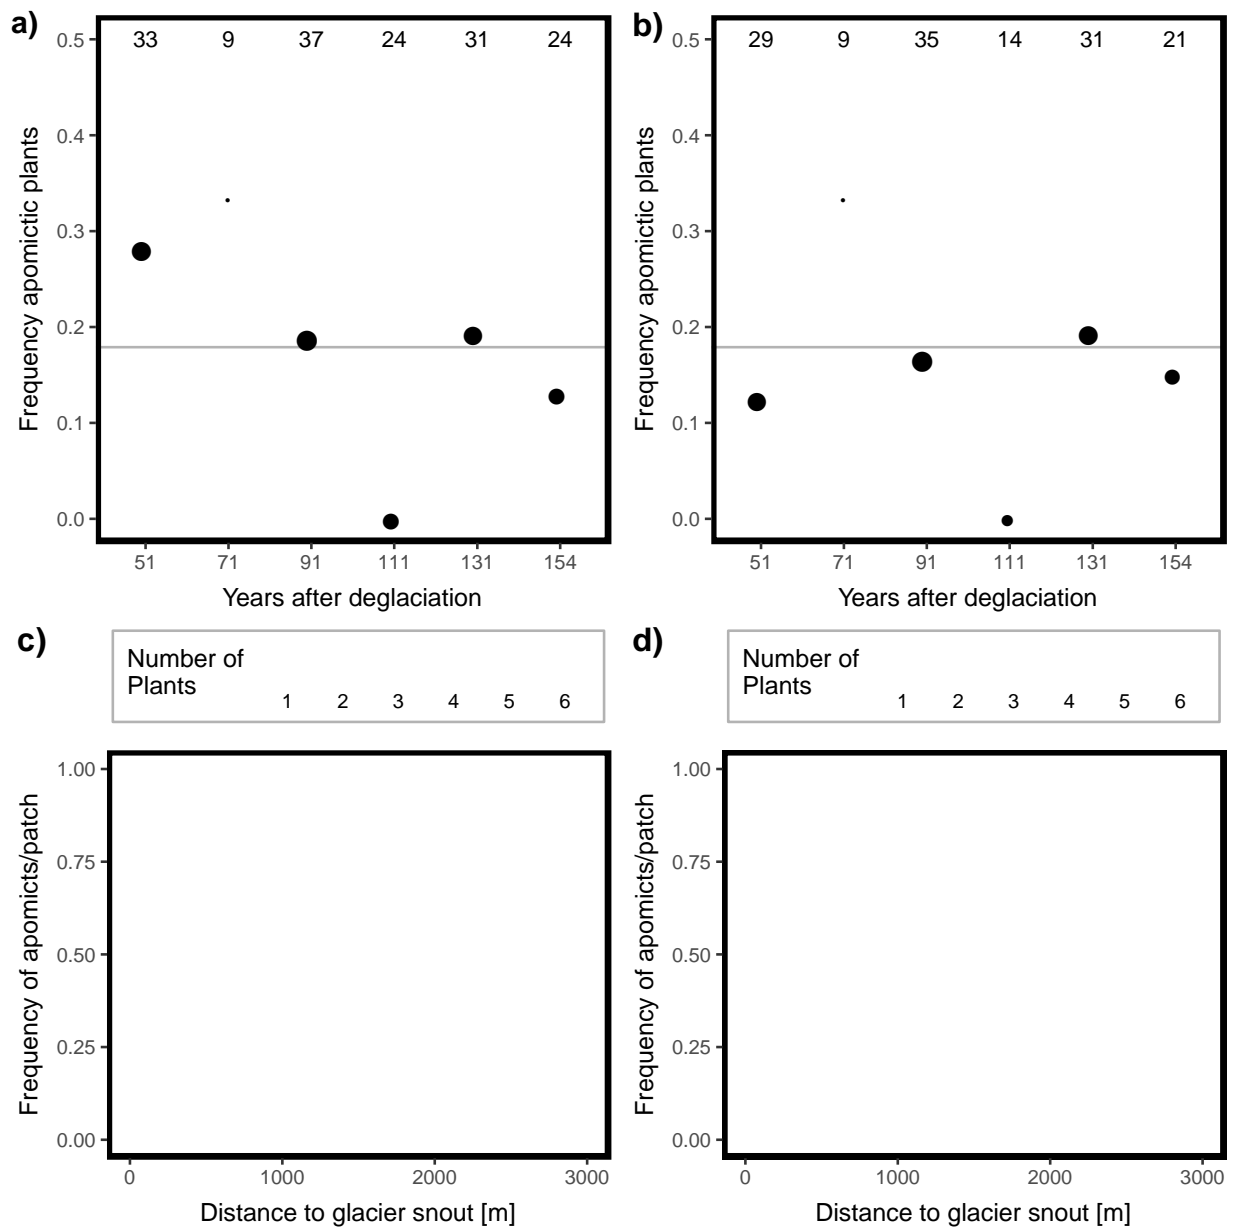 a)
33 9 37 24 31 24
0.5
0.4
0.3
0.2
0.1
0.0
Frequency apomictic plants
51 71 91 111 131 154
Years after deglaciation
b)
29 9 35 14 31 21
0.5
0.4
0.3
0.2
0.1
0.0
Frequency apomictic plants
51 71 91 111 131 154
Years after deglaciation
c)
Number of
Plants
1 2 3 4 5 6
1.00
0.75
0.50
0.25
0.00
Frequency of apomicts/patch
0 1000 2000 3000
Distance to glacier snout [m]
d)
Number of
Plants
1 2 3 4 5 6
1.00
0.75
0.50
0.25
0.00
Frequency of apomicts/patch
0 1000 2000 3000
Distance to glacier snout [m]